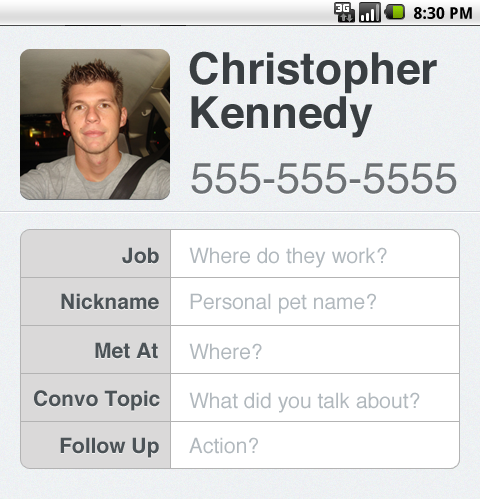 3G 8:30 PM
Christopher
Kennedy
555-555-5555
Job Where do they work?
Nickname Personal pet name?
Met At Where?
Convo Topic What did you talk about?
Follow Up Action?